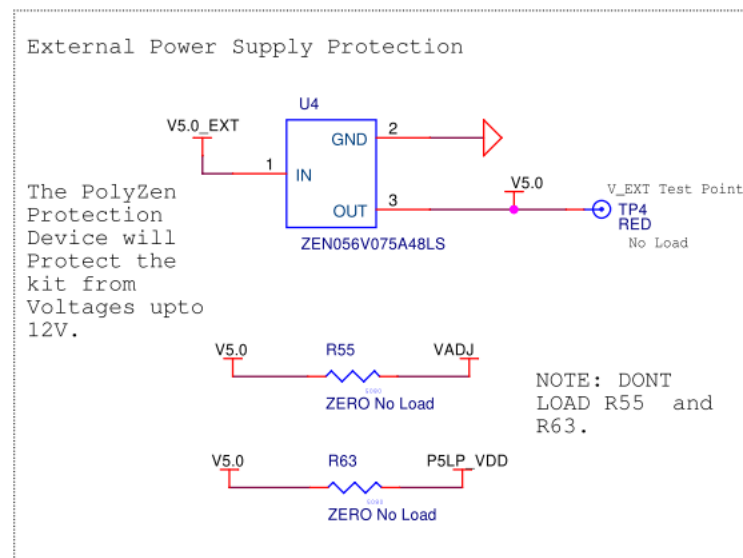 External Power Supply Protection
U4
V5.0_EXT
GND
2
1
IN
The PolyZen
Protection
Device will
Protect the
kit from
Voltages upto
12V.
OUT
3
V5.0
V_EXT Test Point
TP4
RED
No Load
ZEN056V075A48LS
V5.0
R55
VADJ
ZERO No Load
NOTE: DONT
LOAD R55 and
R63.
V5.0
R63
P5LP_VDD
ZERO No Load